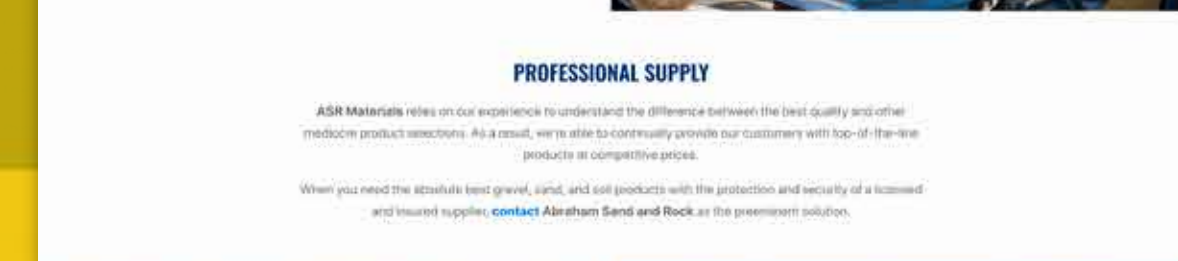 PROFESSIONAL SUPPLY
ASR Materials relies on our experience to understand the difference between the best quality and other
mediocre product selections. As a result, we're able to continually provide our customers with top-of-the-line
products at competitive prices.
When you need the absolute best gravel, sand, and soil products with the protection and security of a licensed
and insured supplier, contact Abraham Sand and Rock as the preeminent solution.